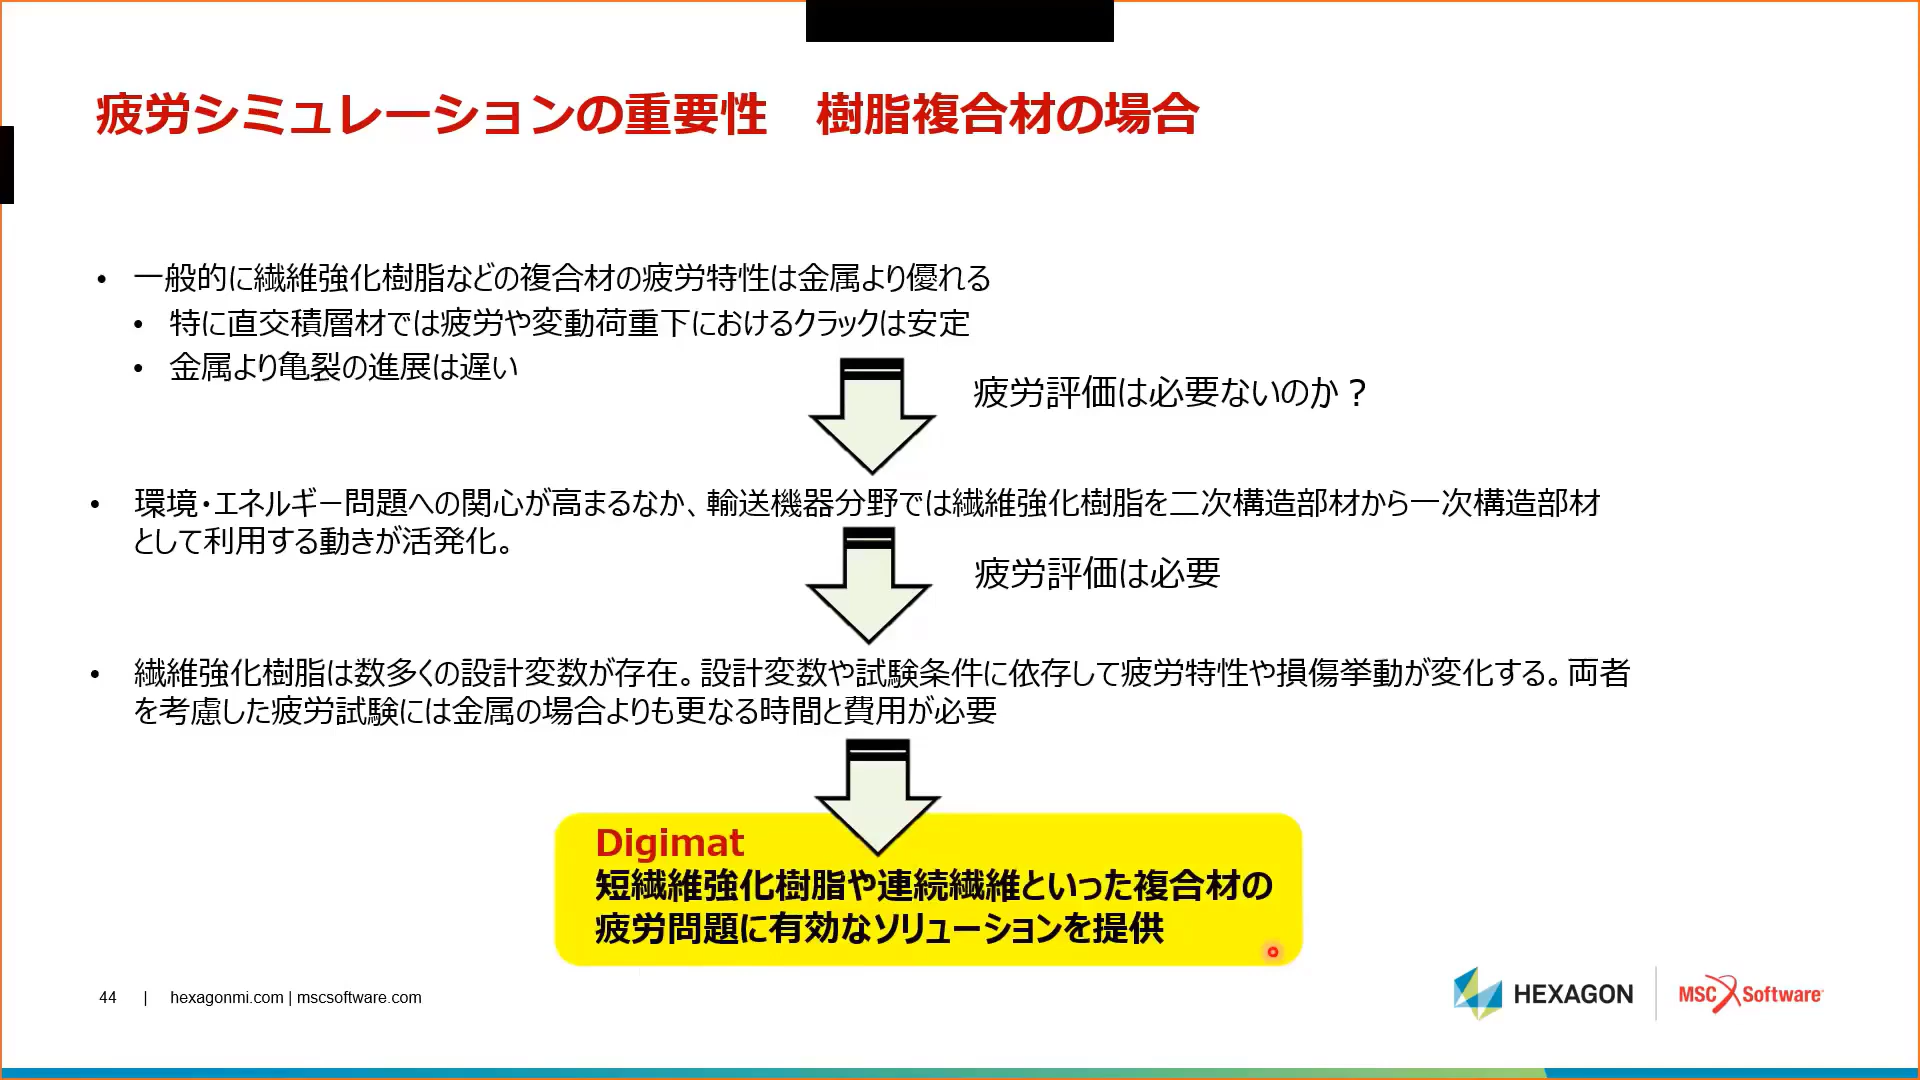 疲労シミュレーションの重要性　樹脂複合材の場合
• 一般的に繊維強化樹脂などの複合材の疲労特性は金属より優れる
• 特に直交積層材では疲労や変動荷重下におけるクラックは安定
• 金属より亀裂の進展は遅い
疲労評価は必要ないのか？
• 環境・エネルギー問題への関心が高まるなか、輸送機器分野では繊維強化樹脂を二次構造部材から一次構造部材
として利用する動きが活発化。
疲労評価は必要
• 繊維強化樹脂は数多くの設計変数が存在。設計変数や試験条件に依存して疲労特性や損傷挙動が変化する。両者
を考慮した疲労試験には金属の場合よりも更なる時間と費用が必要
Digimat
短繊維強化樹脂や連続繊維といった複合材の
疲労問題に有効なソリューションを提供
44 | hexagonmi.com | mscsoftware.com
HEXAGON
MSC Software